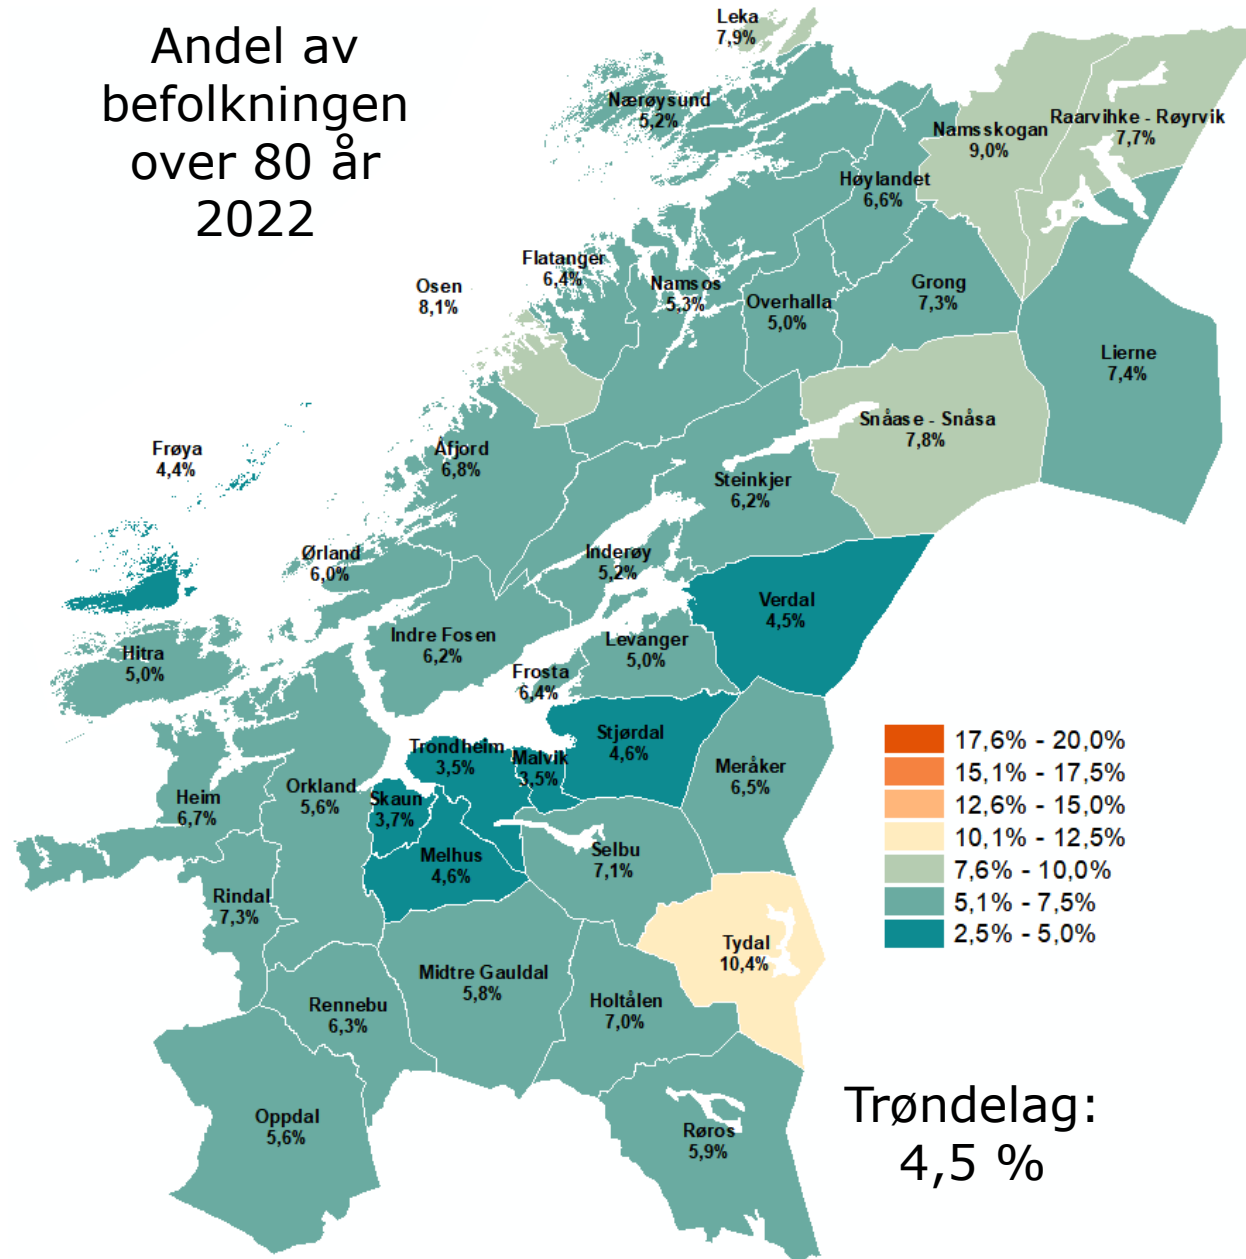 Andel av
befolkningen
over 80 år
2022
Leka
7,9%
Nærøysund
5,2%
Namsskogan
9,0%
Raarvihke - Røyrvik
7,7%
Høylandet
6,6%
Flatanger
6,4%
Osen
8,1%
Namsos
5,3%
Overhalla
5,0%
Grong
7,3%
Lierne
7,4%
Snåase - Snåsa
7,8%
Frøya
4,4%
Åfjord
6,8%
Steinkjer
6,2%
Ørland
6,0%
Inderøy
5,2%
Verdal
4,5%
Hitra
5,0%
Indre Fosen
6,2%
Levanger
5,0%
Frosta
6,4%
Stjørdal
4,6%
Trondheim
3,5%
Malvik
3,5%
Meråker
6,5%
Heim
6,7%
Orkland
5,6%
Skaun
3,7%
Melhus
4,6%
Selbu
7,1%
Rindal
7,3%
Tydal
10,4%
Midtre Gauldal
5,8%
Holtålen
7,0%
Rennebu
6,3%
Oppdal
5,6%
Røros
5,9%
17,6% - 20,0%
15,1% - 17,5%
12,6% - 15,0%
10,1% - 12,5%
7,6% - 10,0%
5,1% - 7,5%
2,5% - 5,0%
Trøndelag:
4,5 %